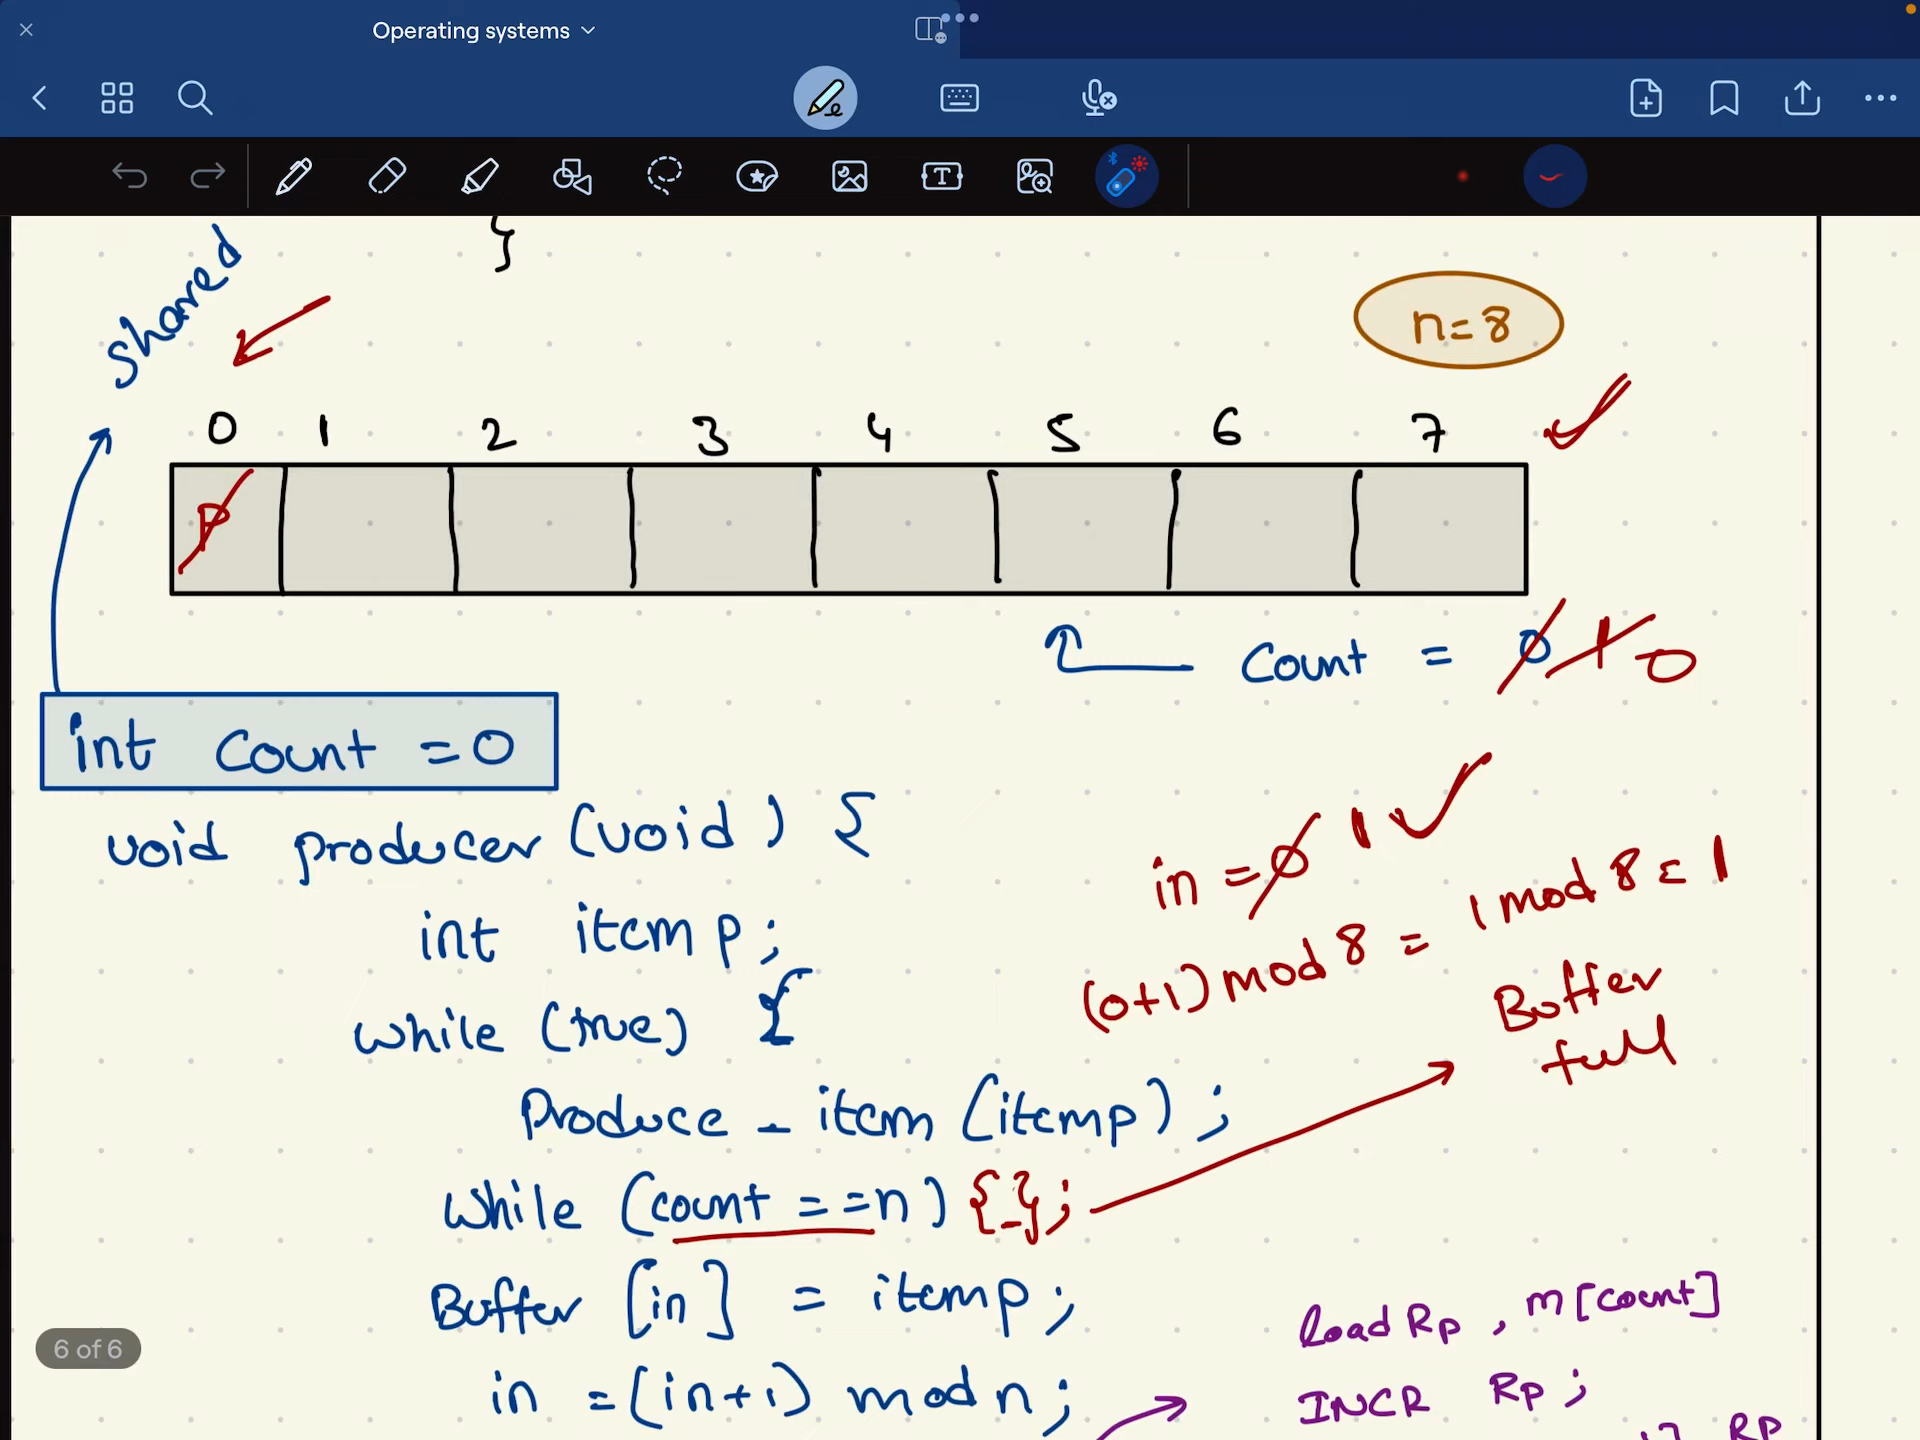 Operating systems
}
shared
n=8
0 1 2 3 4 5 6 7
P
Count = 0 1 0
int Count =0
void producer (void) {
in = 0 1
int itemp;
(0+1) mod 8 = 1 mod 8 = 1
while (true) {
Buffer
full
Produce - item (itemp);
while (count ==n) {_};
Buffer [in] = itemp;
load Rp, m[count]
6 of 6
in =(in+1) mod n;
INCR Rp;
RP